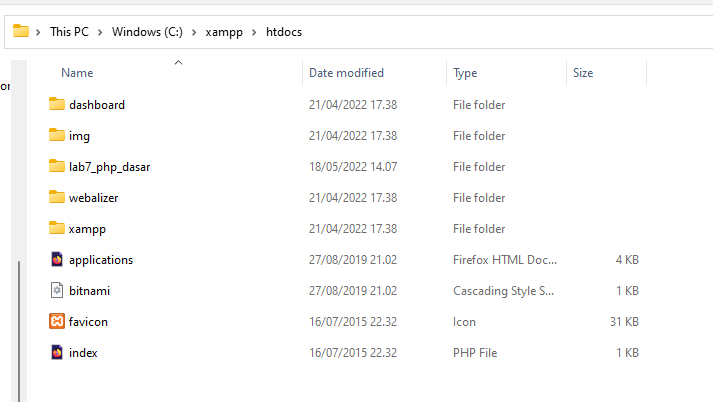 This PC > Windows (C:) > xampp > htdocs
or
Name Date modified Type Size
dashboard 21/04/2022 17.38 File folder
img 21/04/2022 17.38 File folder
lab7_php_dasar 18/05/2022 14.07 File folder
webalizer 21/04/2022 17.38 File folder
xampp 21/04/2022 17.38 File folder
applications 27/08/2019 21.02 Firefox HTML Doc... 4 KB
bitnami 27/08/2019 21.02 Cascading Style S... 1 KB
favicon 16/07/2015 22.32 Icon 31 KB
index 16/07/2015 22.32 PHP File 1 KB